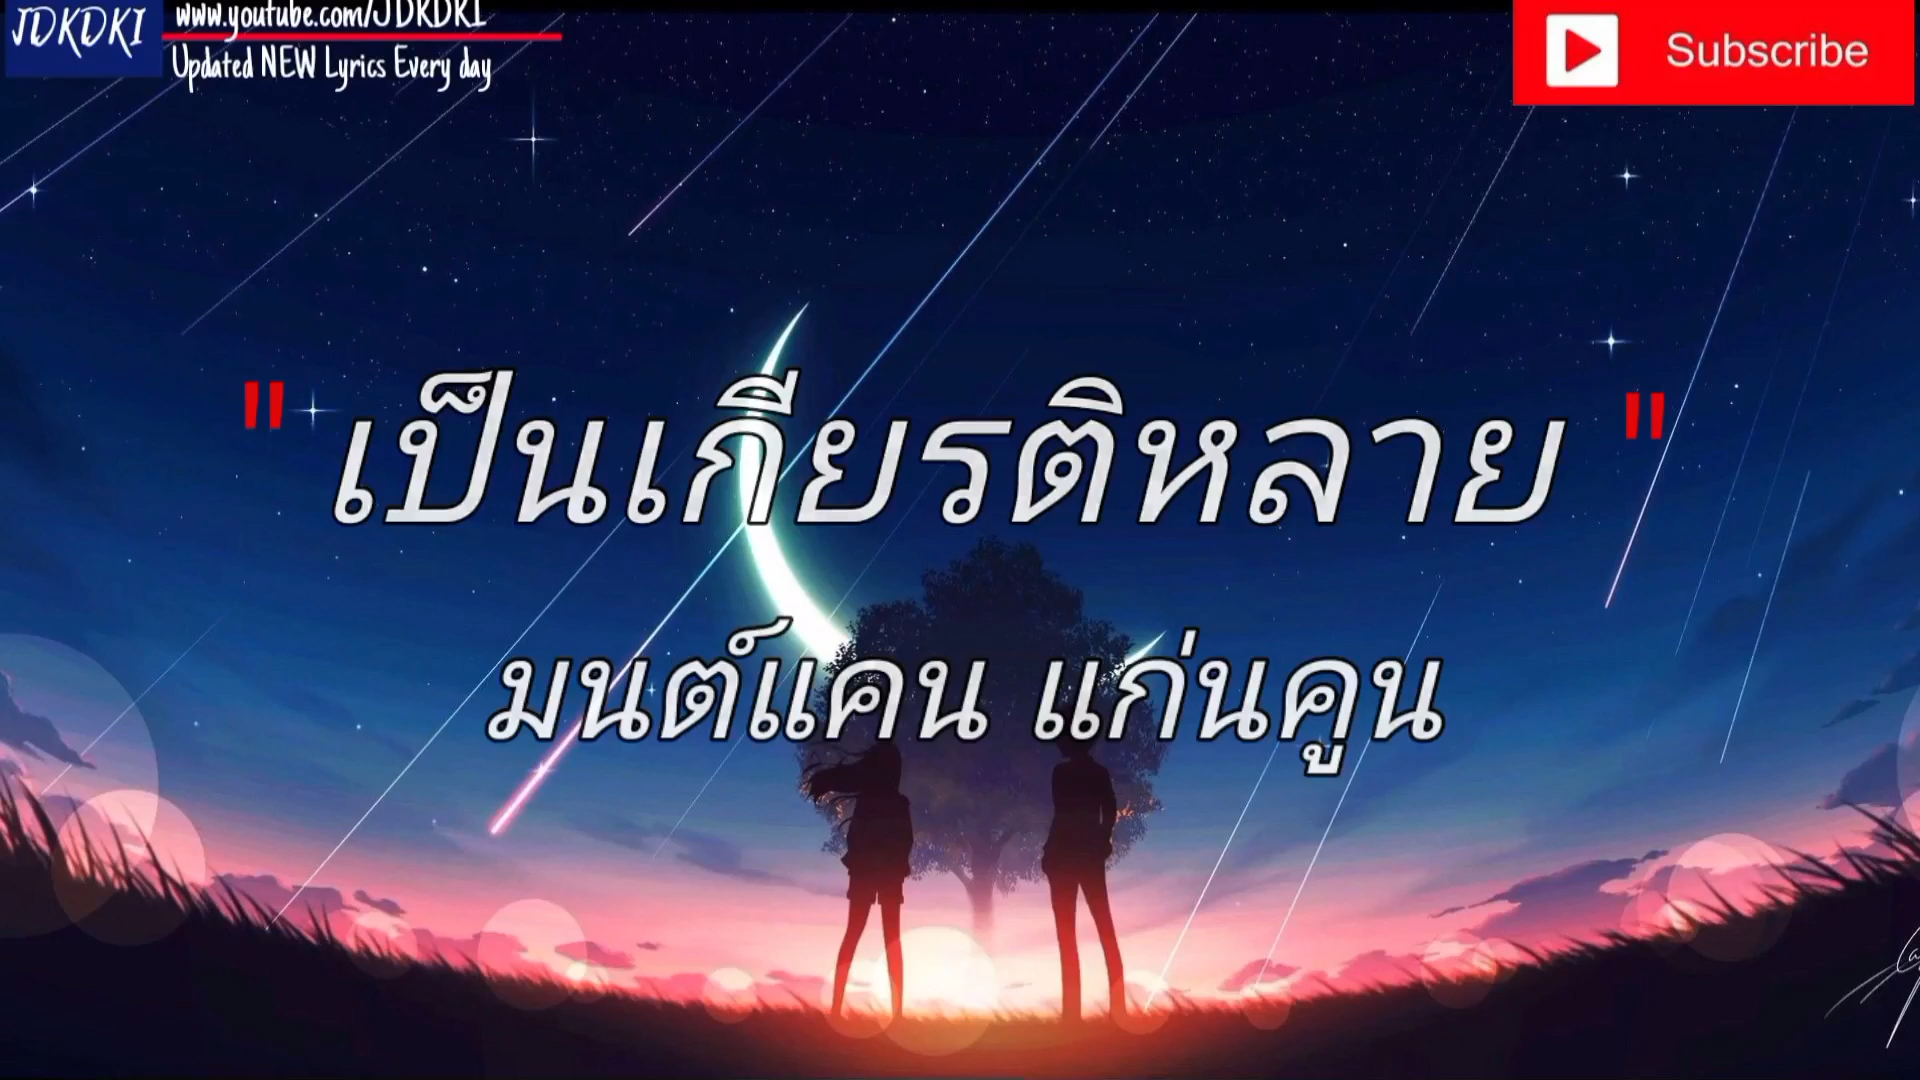 JDKDKI
www.youtube.com/JDKDKI
Updated NEW Lyrics Every day
Subscribe
" เป็นเกียรติหลาย "
มนต์แคน แก่นคูน